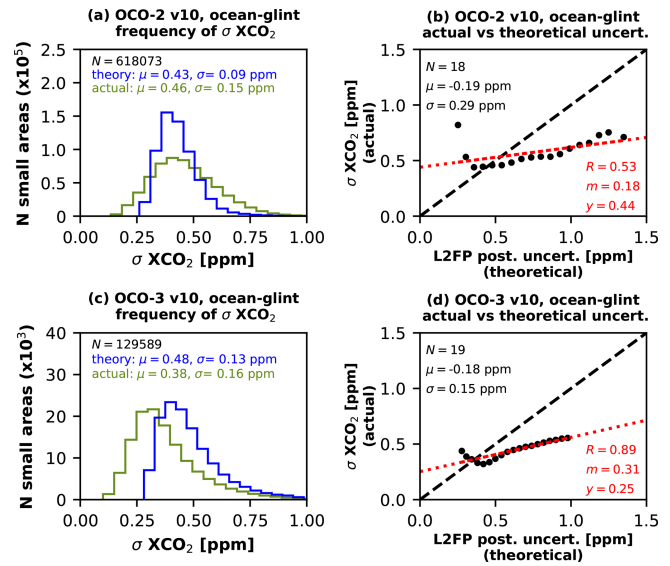 (a) OCO-2 v10, ocean-glint
frequency of σ XCO₂
N small areas (x10⁵)
2.5
2.0
1.5
1.0
0.5
0
N = 618073
theory: μ = 0.43, σ= 0.09 ppm
actual: μ = 0.46, σ= 0.15 ppm
0.00 0.25 0.50 0.75 1.00
σ XCO₂ [ppm]
(b) OCO-2 v10, ocean-glint
actual vs theoretical uncert.
σ XCO₂ [ppm]
(actual)
1.5
1.0
0.5
0.0
N = 18
μ = -0.19 ppm
σ = 0.29 ppm
R = 0.53
m = 0.18
y = 0.44
0.0 0.5 1.0 1.5
L2FP post. uncert. [ppm]
(theoretical)
(c) OCO-3 v10, ocean-glint
frequency of σ XCO₂
N small areas (x10³)
40
30
20
10
0
N = 129589
theory: μ = 0.48, σ= 0.13 ppm
actual: μ = 0.38, σ= 0.16 ppm
0.00 0.25 0.50 0.75 1.00
σ XCO₂ [ppm]
(d) OCO-3 v10, ocean-glint
actual vs theoretical uncert.
σ XCO₂ [ppm]
(actual)
1.5
1.0
0.5
0.0
N = 19
μ = -0.18 ppm
σ = 0.15 ppm
R = 0.89
m = 0.31
y = 0.25
0.0 0.5 1.0 1.5
L2FP post. uncert. [ppm]
(theoretical)